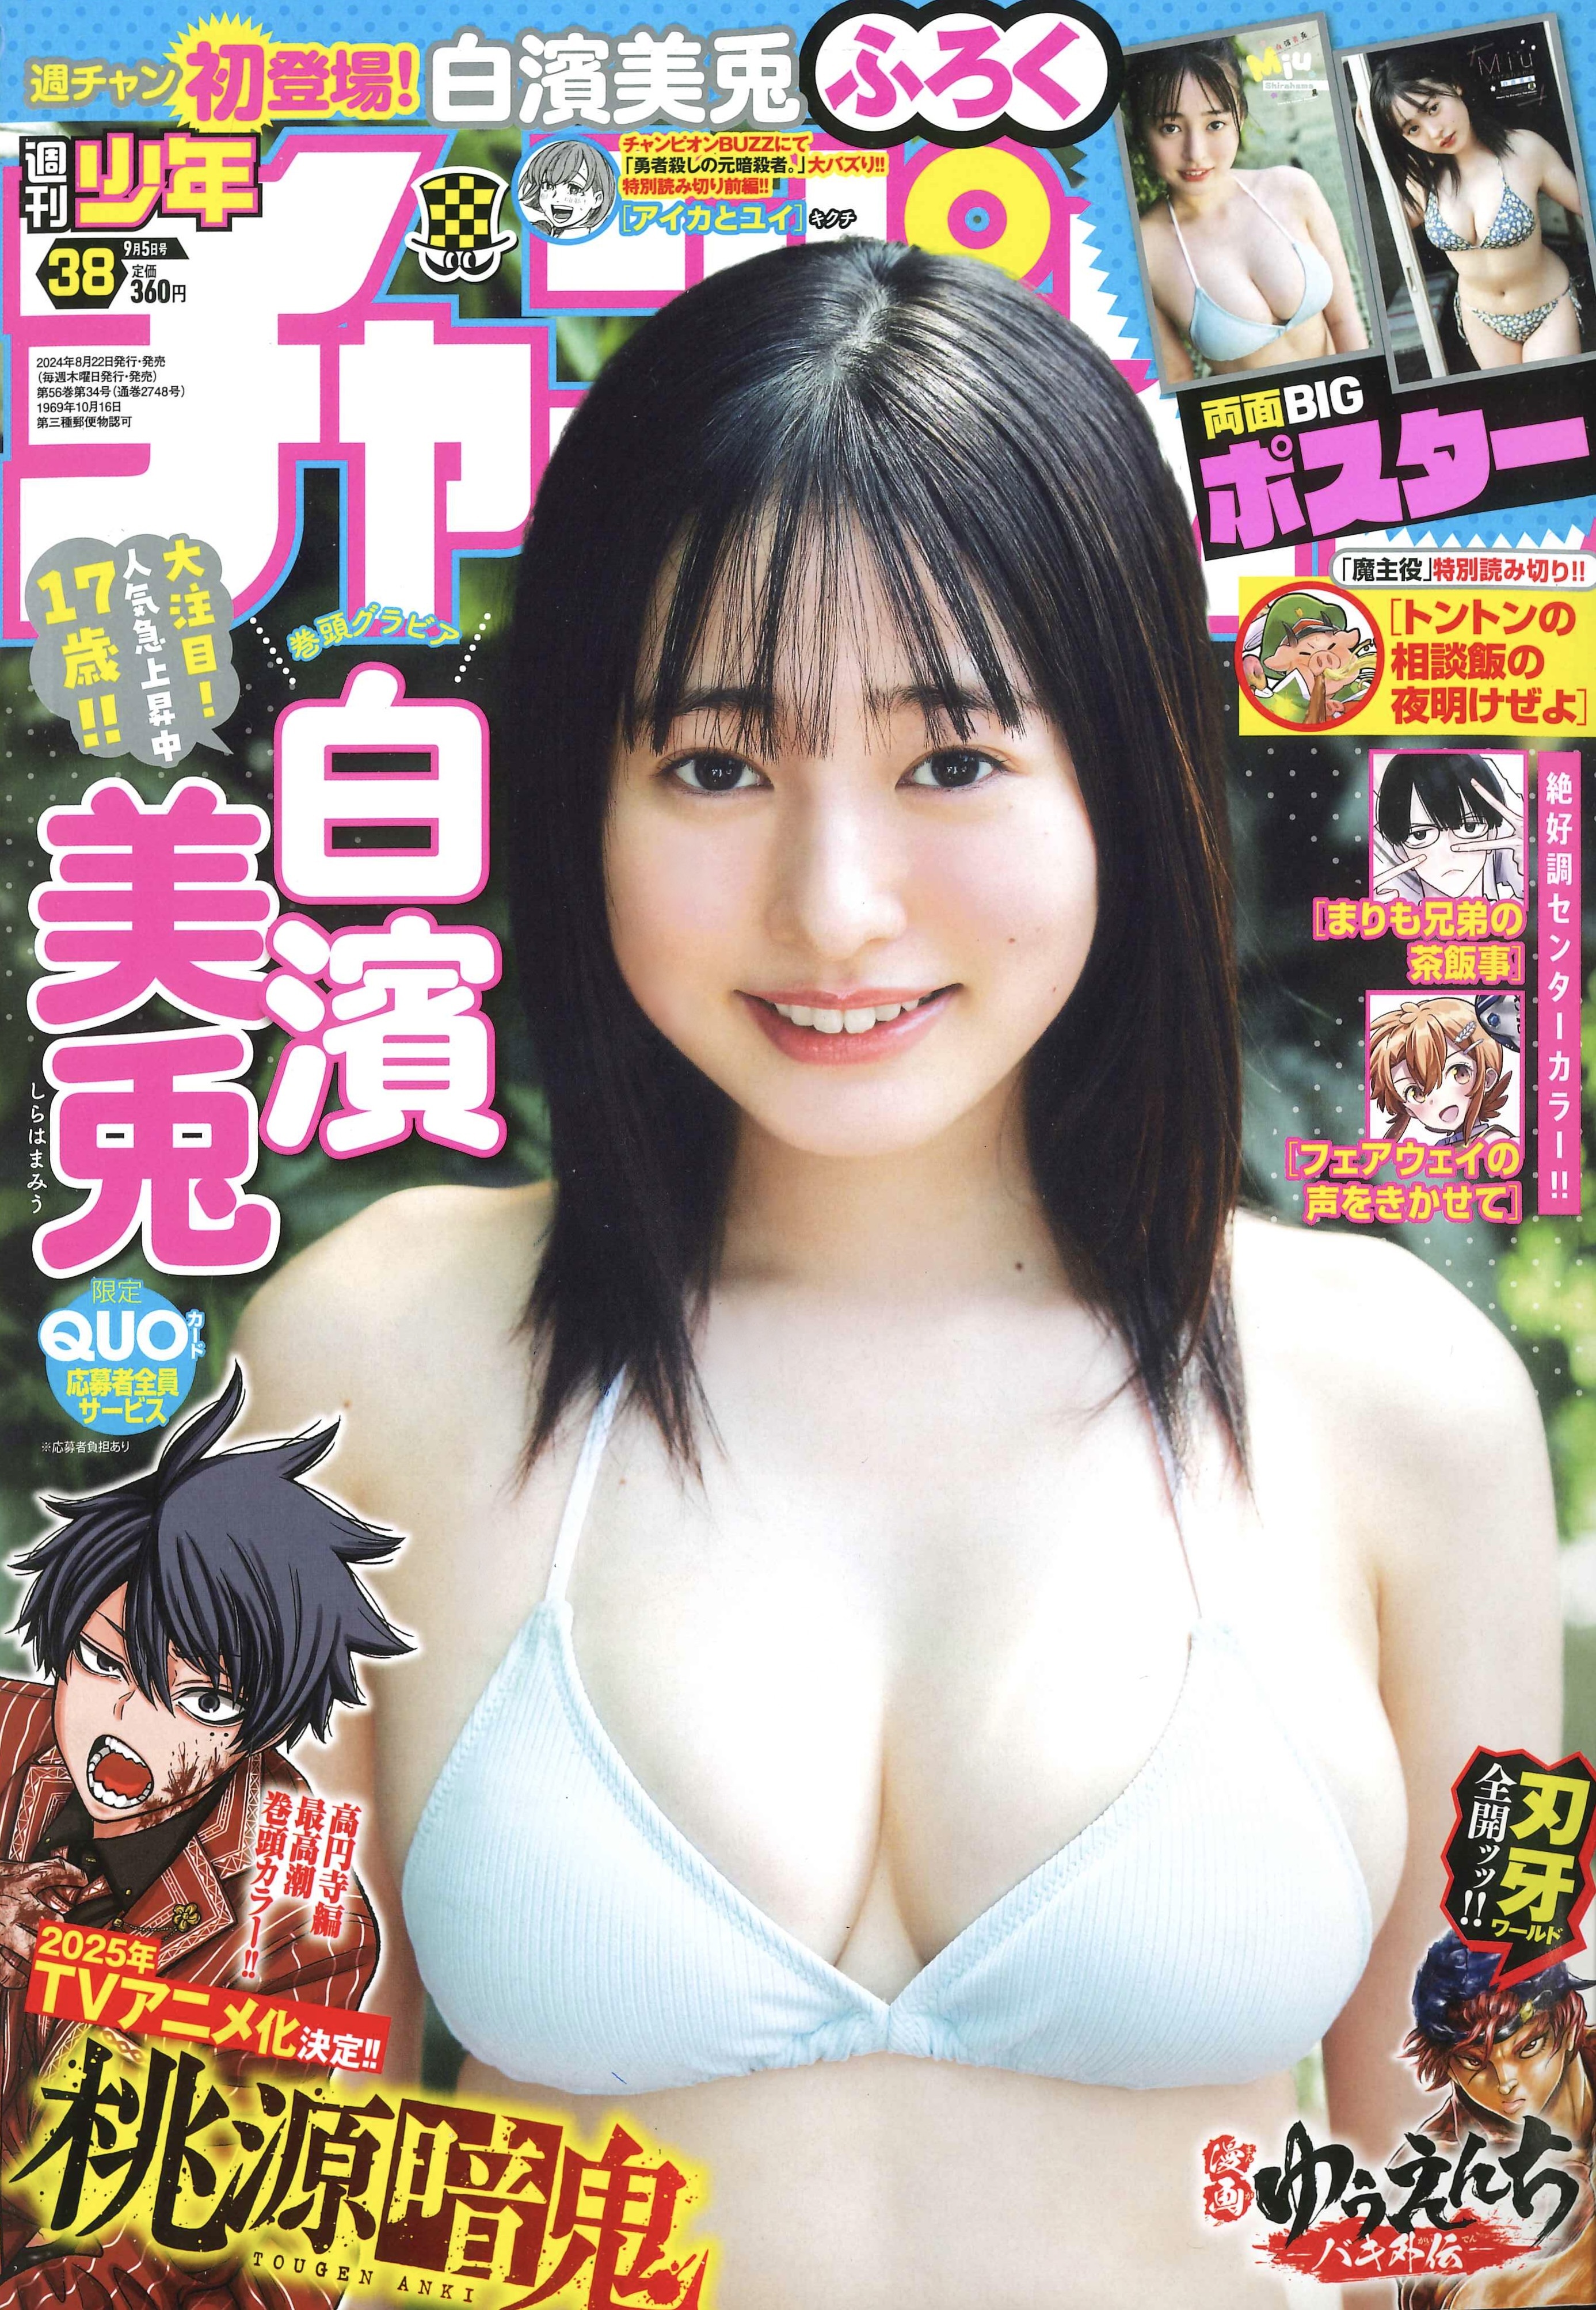 週チャン初登場!白濱美兎ふろく
Miu
Shirahama
Miu
週刊少年
チャンピオン
チャンピオンBUZZにて
「勇者殺しの元暗殺者。」大バズり!!
特別読み切り前編!!
[アイカとユイ]キクチ
38
9月5日号
定価
360円
2024年8月22日発行・発売
(毎週木曜日発行・発売)
第56巻第34号(通巻2748号)
1969年10月16日
第三種郵便物認可
両面BIG
ポスター
「魔主役」特別読み切り!!
[トントンの
相談飯の
夜明けぜよ]
大注目!
人気急上昇中
17歳!!
巻頭グラビア
白濱
美兎
しらはまみう
絶好調センターカラー!!
[まりも兄弟の
茶飯事]
[フェアウェイの
声をきかせて]
限定
QUOカード
応募者全員
サービス
※応募者負担あり
高円寺編
最高潮
巻頭カラー!!
2025年
TVアニメ化決定!!
桃源暗鬼
TOUGEN ANKI
刃牙
ワールド
全開ッッ!!
漫画
ゆうえんち
バキ外伝